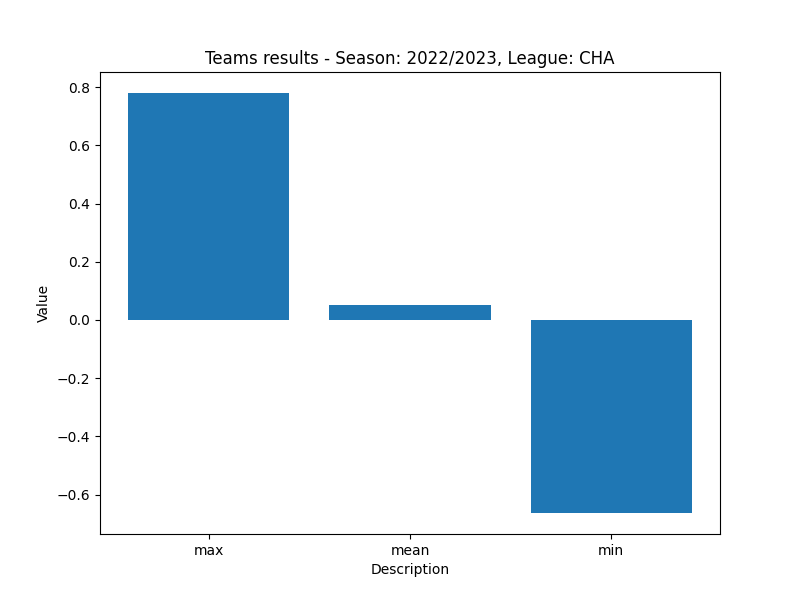 Teams results - Season: 2022/2023, League: CHA
0.8
0.6
0.4
0.2
0.0
−0.2
−0.4
−0.6
Value
max mean min
Description